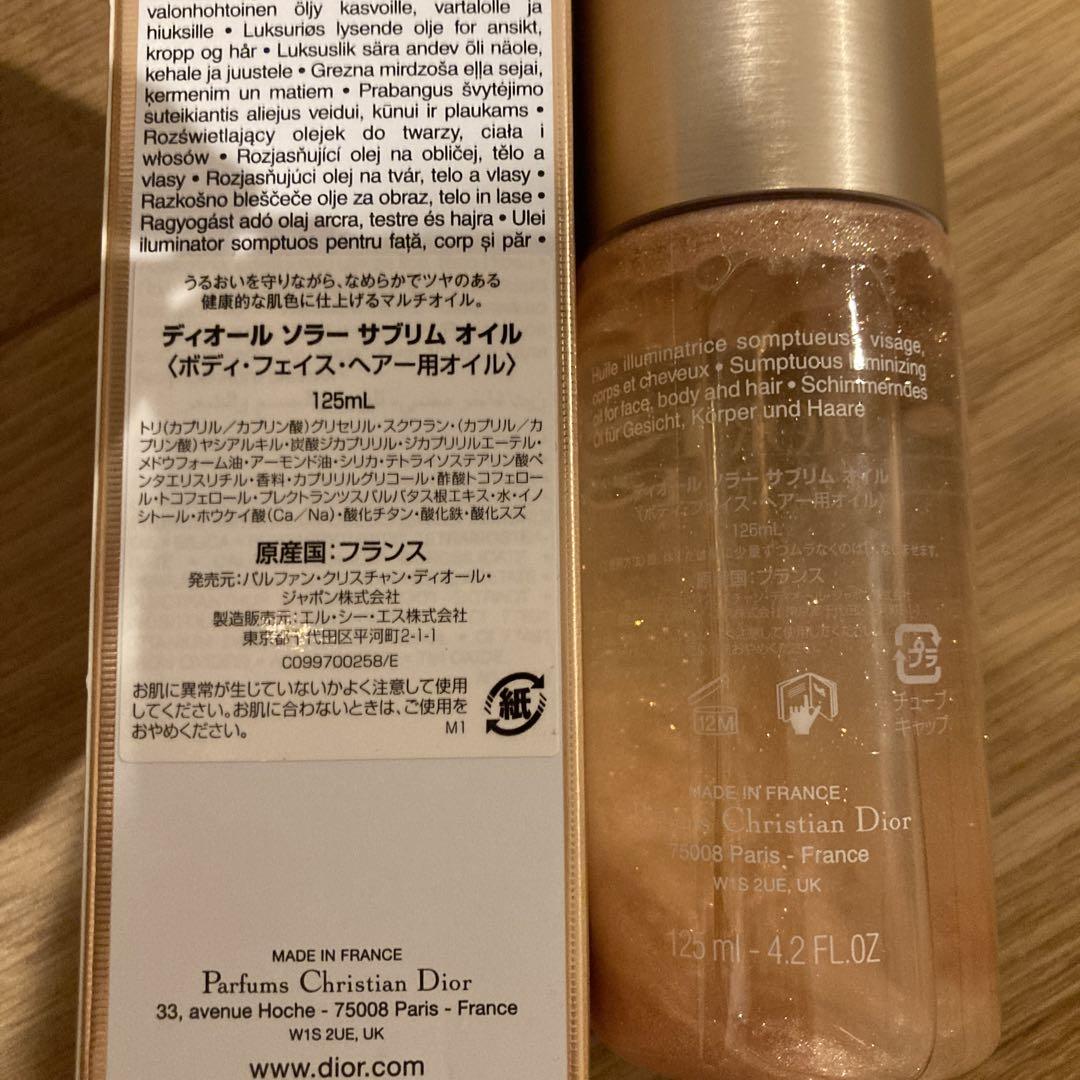 valonhohtoinen öljy kasvoille, vartalolle ja
hiuksille • Luksuriøs lysende olje for ansikt,
kropp og hår • Luksuslik sära andev õli näole,
kehale ja juustele • Grezna mirdzoša eļļa sejai,
ķermenim un matiem • Prabangus švytėjimo
suteikiantis aliejus veidui, kūnui ir plaukams •
Rozświetlający olejek do twarzy, ciała i
włosów • Rozjasňující olej na obličej, tělo a
vlasy • Rozjasňujúci olej na tvár, telo a vlasy •
Razkošno bleščeče olje za obraz, telo in lase •
Ragyogást adó olaj arcra, testre és hajra • Ulei
iluminator somptuos pentru față, corp și păr •
うるおいを守りながら、なめらかでツヤのある
健康的な肌色に仕上げるマルチオイル。
ディオール ソラー サブリム オイル
〈ボディ・フェイス・ヘアー用オイル〉
125mL
トリ(カプリル/カプリン酸)グリセリル・スクワラン・(カプリル/カ
プリン酸)ヤシアルキル・炭酸ジカプリリル・ジカプリリルエーテル・
メドウフォーム油・アーモンド油・シリカ・テトライソステアリン酸ペ
ンタエリスリチル・香料・カプリリルグリコール・酢酸トコフェロー
ル・トコフェロール・プレクトランツスバルバタス根エキス・水・イノ
シトール・ホウケイ酸(Ca/Na)・酸化チタン・酸化鉄・酸化スズ
原産国:フランス
発売元:パルファン・クリスチャン・ディオール・
ジャポン株式会社
製造販売元:エル・シー・エス株式会社
東京都千代田区平河町2-1-1
C099700258/E
お肌に異常が生じていないかよく注意して使用
してください。お肌に合わないときは、ご使用を
おやめください。
M1
紙
MADE IN FRANCE
Parfums Christian Dior
33, avenue Hoche - 75008 Paris - France
W1S 2UE, UK
www.dior.com
Huile illuminatrice somptueuse visage,
corps et cheveux • Sumptuous luminizing
oil for face, body and hair • Schimmerndes
Öl für Gesicht, Körper und Haare
ディオール ソラー サブリム オイル
〈ボディ・フェイス・ヘアー用オイル〉
125mL
少量ずつムラなくのばし
原産国:フランス
プラ
チューブ・
キャップ
12M
MADE IN FRANCE
Christian Dior
75008 Paris - France
W1S 2UE, UK
125 ml - 4.2 FL.OZ